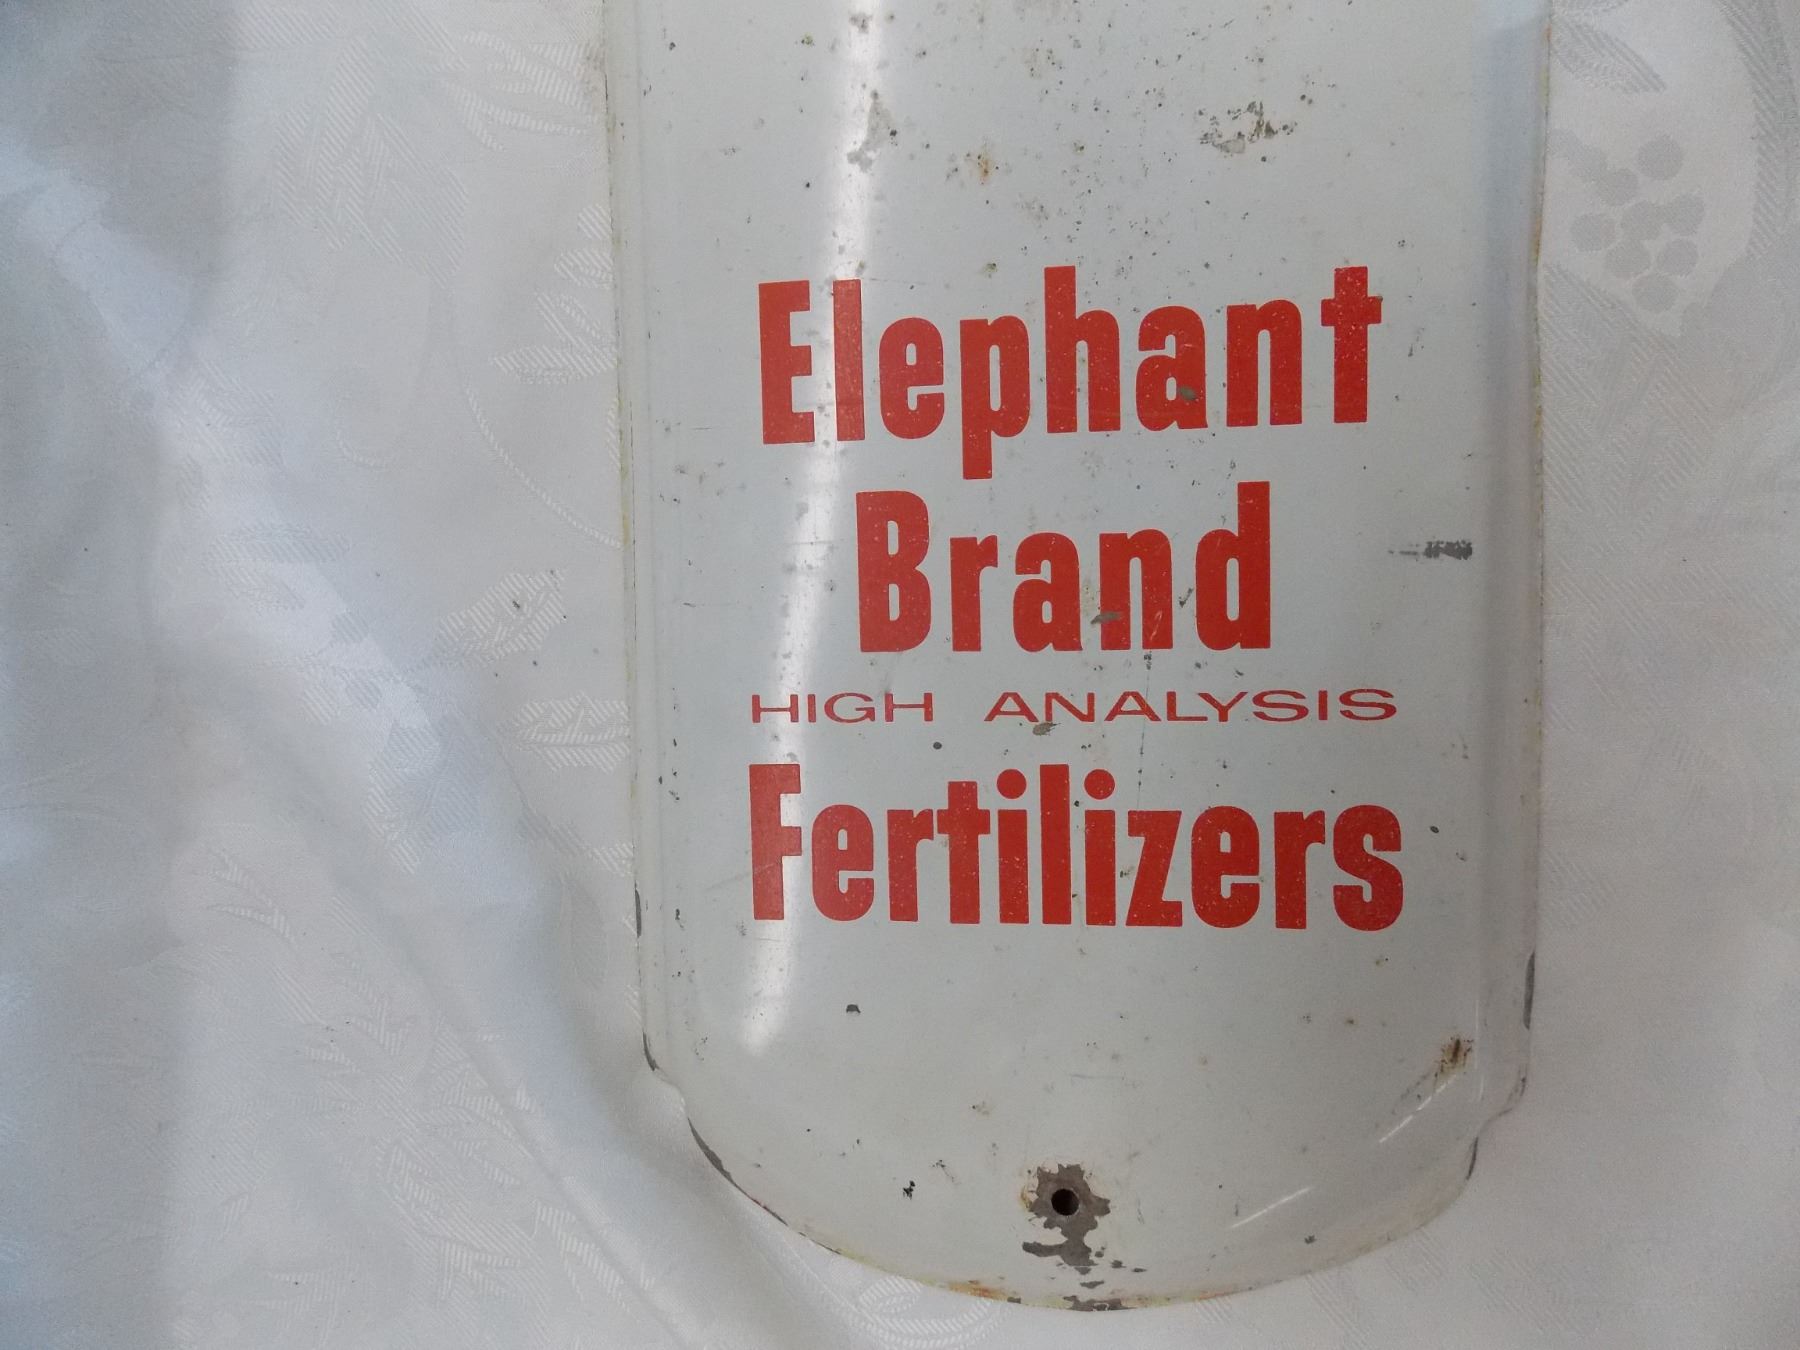 Elephant
Brand
HIGH ANALYSIS
Fertilizers